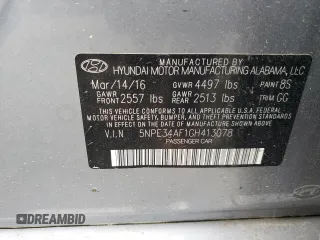 MANUFACTURED BY
HYUNDAI MOTOR MANUFACTURING ALABAMA, LLC
Mar/14/16 GVWR 4497 lbs PAINT 8S
GAWR FRONT 2557 lbs GAWR REAR 2513 lbs TRIM GG
THIS VEHICLE CONFORMS TO ALL APPLICABLE
FEDERAL MOTOR VEHICLE SAFETY, BUMPER, AND
THEFT PREVENTION STANDARDS IN EFFECT ON
THE DATE OF MANUFACTURE SHOWN ABOVE.
V.I.N 5NPE34AF1GH413078
PASSENGER CAR
DREAMBID